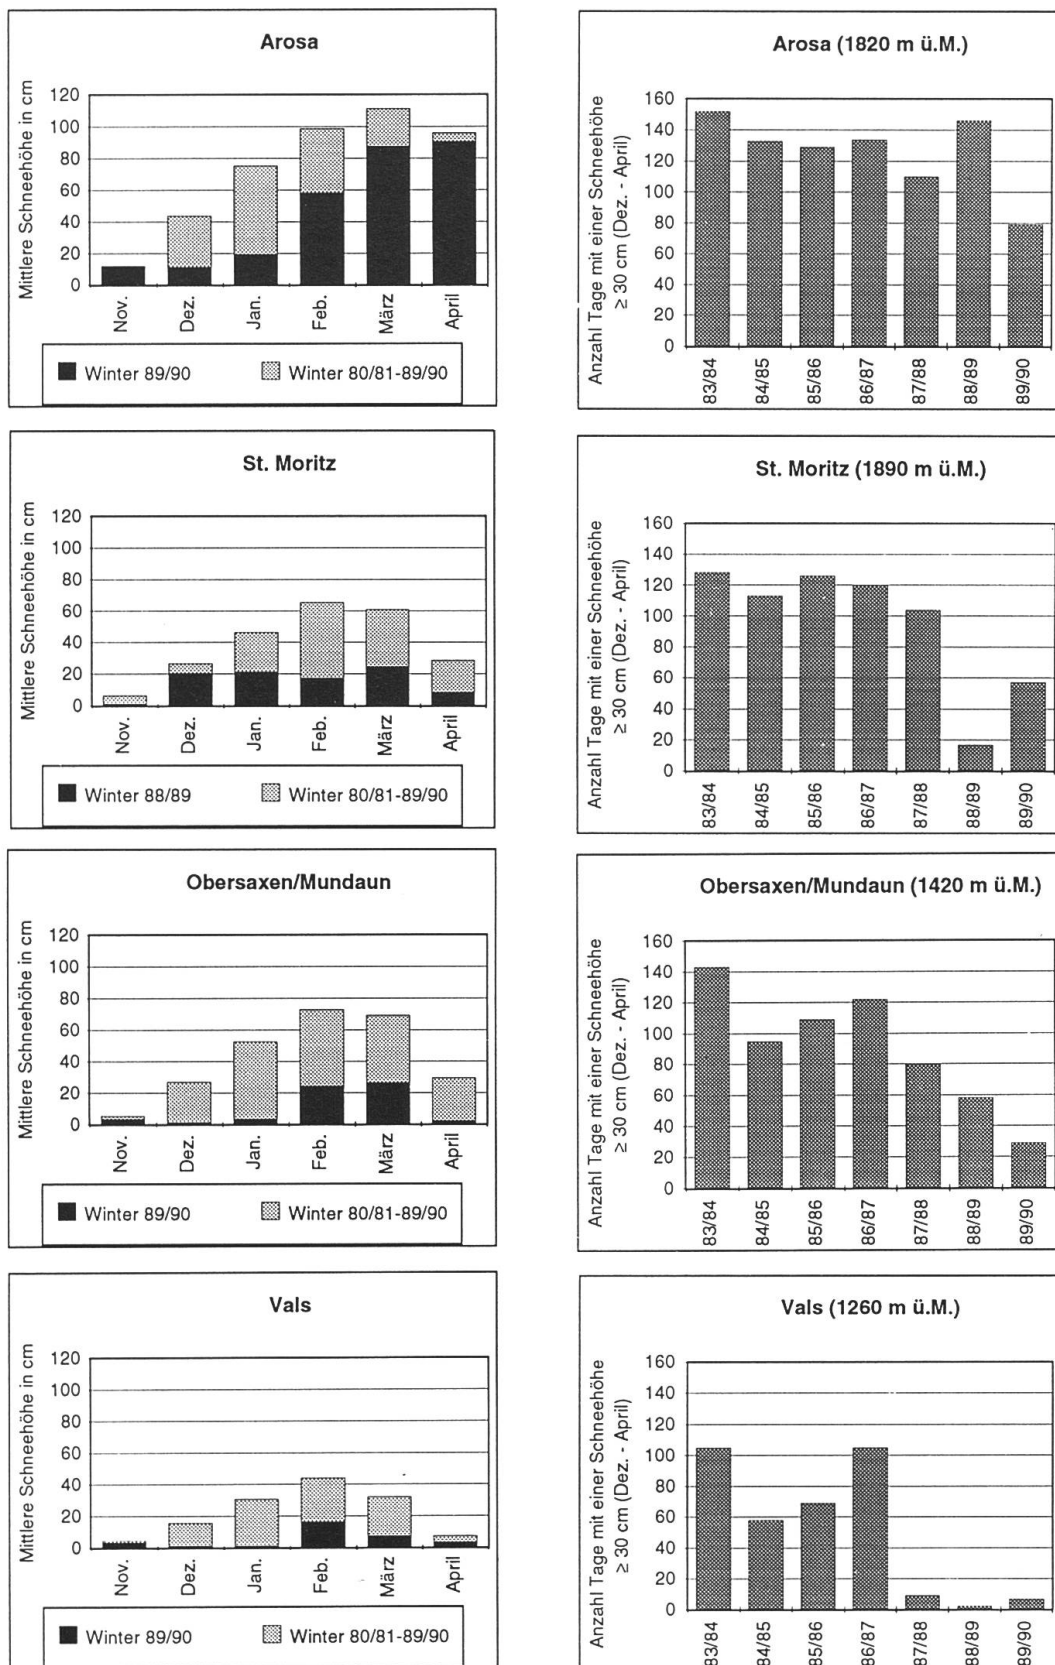 Arosa
Mittlere Schneehöhe in cm
120
100
80
60
40
20
0
Nov.
Dez.
Jan.
Feb.
März
April
Winter 89/90
Winter 80/81-89/90
Arosa (1820 m ü.M.)
Anzahl Tage mit einer Schneehöhe
≥ 30 cm (Dez. - April)
160
140
120
100
80
60
40
20
0
83/84
84/85
85/86
86/87
87/88
88/89
89/90
St. Moritz
Mittlere Schneehöhe in cm
120
100
80
60
40
20
0
Nov.
Dez.
Jan.
Feb.
März
April
Winter 88/89
Winter 80/81-89/90
St. Moritz (1890 m ü.M.)
Anzahl Tage mit einer Schneehöhe
≥ 30 cm (Dez. - April)
160
140
120
100
80
60
40
20
0
83/84
84/85
85/86
86/87
87/88
88/89
89/90
Obersaxen/Mundaun
Mittlere Schneehöhe in cm
120
100
80
60
40
20
0
Nov.
Dez.
Jan.
Feb.
März
April
Winter 89/90
Winter 80/81-89/90
Obersaxen/Mundaun (1420 m ü.M.)
Anzahl Tage mit einer Schneehöhe
≥ 30 cm (Dez. - April)
160
140
120
100
80
60
40
20
0
83/84
84/85
85/86
86/87
87/88
88/89
89/90
Vals
Mittlere Schneehöhe in cm
120
100
80
60
40
20
0
Nov.
Dez.
Jan.
Feb.
März
April
Winter 89/90
Winter 80/81-89/90
Vals (1260 m ü.M.)
Anzahl Tage mit einer Schneehöhe
≥ 30 cm (Dez. - April)
160
140
120
100
80
60
40
20
0
83/84
84/85
85/86
86/87
87/88
88/89
89/90